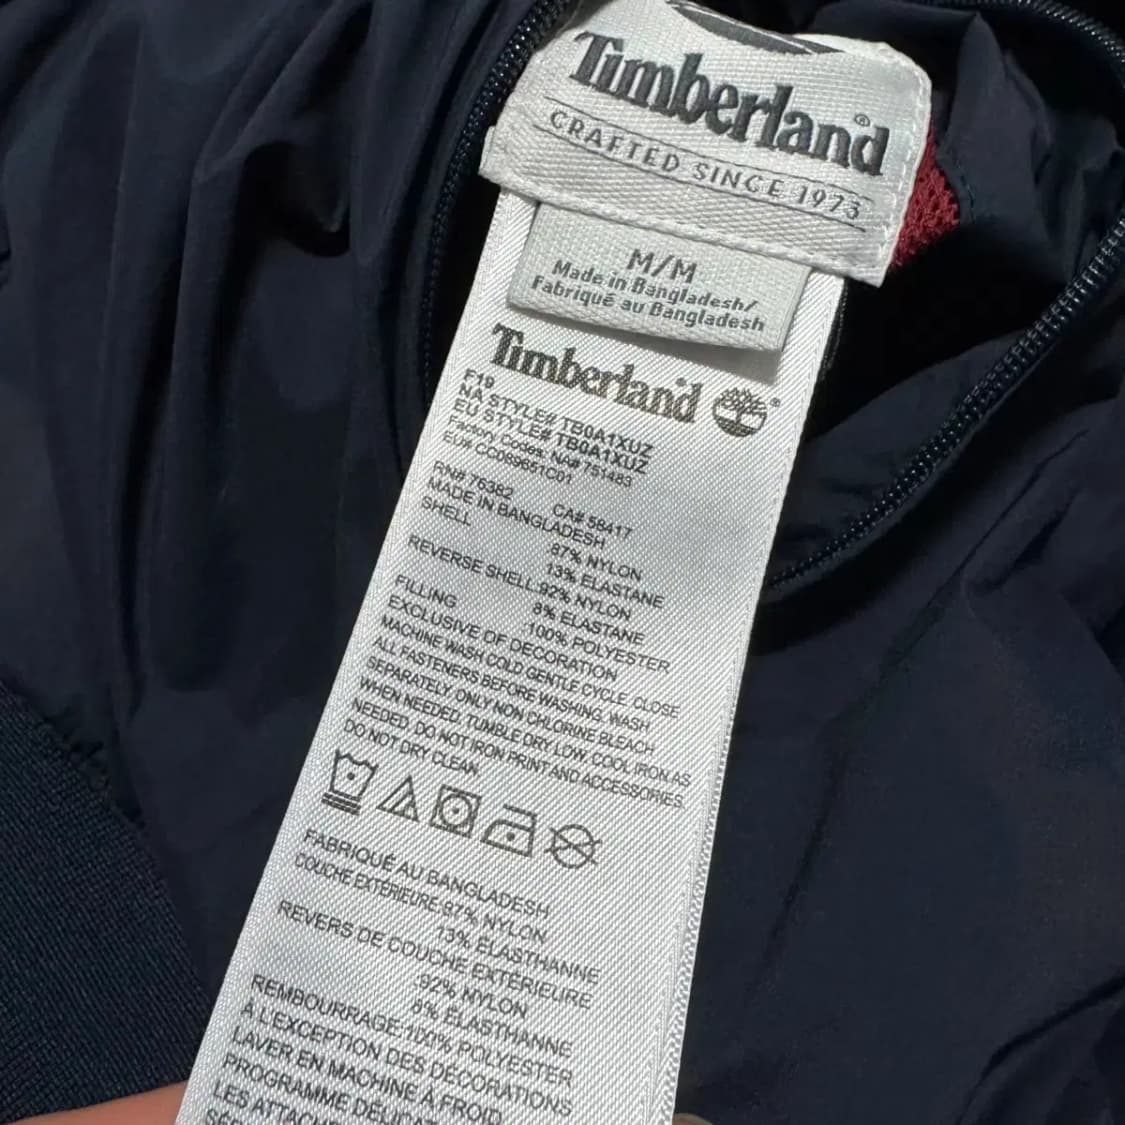 Timberland®
CRAFTED SINCE 1973
M/M
Made in Bangladesh/
Fabriqué au Bangladesh
Timberland ®
F19
NA STYLE# TB0A1XUZ
EU STYLE# TB0A1XUZ
Factory Codes: NA# 751483
EU# CC069651C01
RN# 76362 CA# 58417
MADE IN BANGLADESH
SHELL 87% NYLON
13% ELASTANE
REVERSE SHELL:92% NYLON
8% ELASTANE
FILLING :100% POLYESTER
EXCLUSIVE OF DECORATION
MACHINE WASH COLD GENTLE CYCLE. CLOSE
ALL FASTENERS BEFORE WASHING. WASH
SEPARATELY. ONLY NON CHLORINE BLEACH
WHEN NEEDED. TUMBLE DRY LOW. COOL IRON AS
NEEDED. DO NOT IRON PRINT AND ACCESSORIES.
DO NOT DRY CLEAN.
FABRIQUÉ AU BANGLADESH
COUCHE EXTÉRIEURE:87% NYLON
13% ÉLASTHANNE
REVERS DE COUCHE EXTÉRIEURE
:92% NYLON
8% ÉLASTHANNE
REMBOURRAGE:100% POLYESTER
À L'EXCEPTION DES DÉCORATIONS
LAVER EN MACHINE À FROID
PROGRAMME DÉLICAT
LES ATTACHE